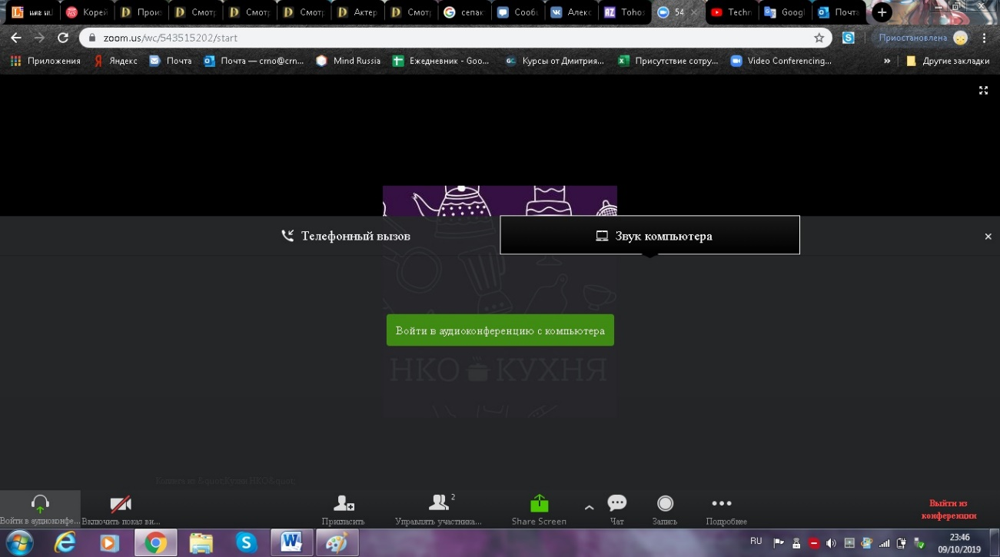 Корей
Прои:
Смотр
Смотр
Смотр
Актер
Смотр
сепак
Сообщ
Алекс
Tohos
54
Techn
Googl
Почта
zoom.us/wc/543515202/start
Приостановлена
Приложения
Яндекс
Почта
Почта — crno@crn...
Mind Russia
Ежедневник - Goo...
Курсы от Дмитрия...
Присутствие сотру...
Video Conferencing...
»
Другие закладки
Телефонный вызов
Звук компьютера
Войти в аудиоконференцию с компьютера
НКО КУХНЯ
Коллега из &quot;Кухня НКО&quot;
Войти в аудиоконфе...
Включить показ ви...
Пригласить
Управлять участника...
2
Share Screen
Чат
Запись
Подробнее
Выйти из
конференции
RU
23:46
09/10/2019